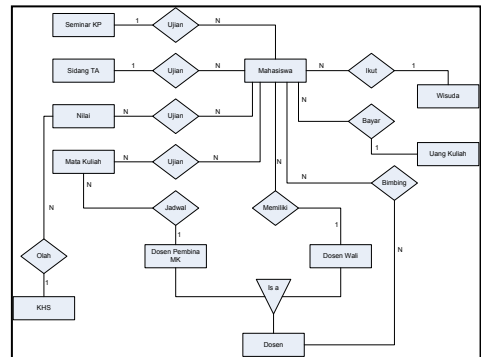 Seminar KP
1
Ujian
N
Sidang TA
1
Ujian
N
Mahasiswa
N
Ikut
1
Wisuda
Nilai
N
Ujian
N
N
Bayar
1
Uang Kuliah
Mata Kuliah
N
Ujian
N
N
N
Bimbing
N
Jadwal
Memiliki
N
1
1
N
Olah
Dosen Pembina
MK
Dosen Wali
1
KHS
Is a
Dosen